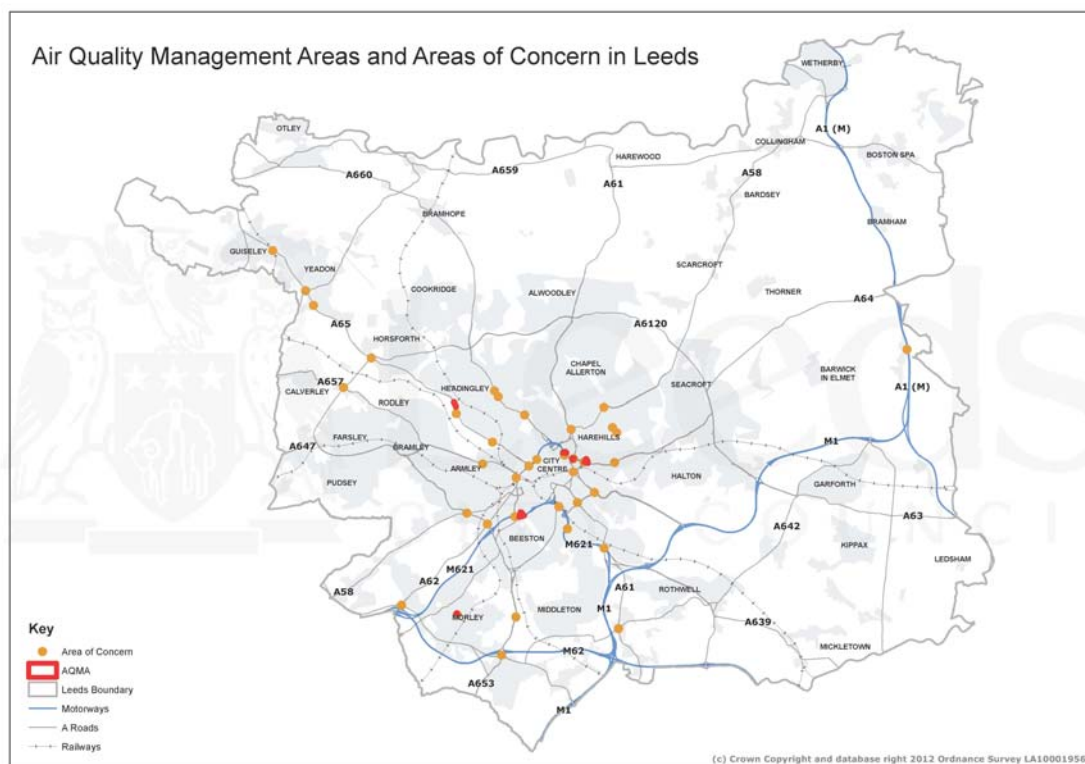 Air Quality Management Areas and Areas of Concern in Leeds
WETHERBY
A1 (M)
OTLEY
COLLINGHAM
BOSTON SPA
HAREWOOD
A659
A660
A61
A58
BARDSEY
BRAMHOPE
BRAMHAM
GUISELEY
YEADON
SCARCROFT
COOKRIDGE
ALWOODLEY
THORNER
A64
A65
A6120
HORSFORTH
CHAPEL
ALLERTON
BARWICK
IN ELMET
A657
SEACROFT
A1 (M)
CALVERLEY
HEADINGLEY
RODLEY
FARSLEY
HAREHILLS
A647
BRAMLEY
M1
CITY
CENTRE
ARMLEY
HALTON
PUDSEY
GARFORTH
A63
A642
BEESTON
M621
KIPPAX
LEDSHAM
M621
A62
A58
A61
ROTHWELL
M1
MIDDLETON
MORLEY
A639
MICKLETOWN
M62
A653
M1
Key
Area of Concern
AQMA
Leeds Boundary
Motorways
A Roads
Railways
(c) Crown Copyright and database right 2012 Ordnance Survey LA10001956